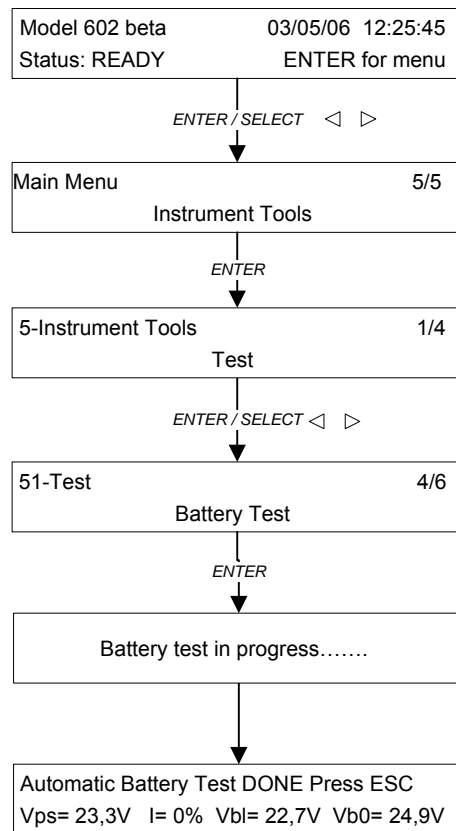 Model 602 beta 03/05/06 12:25:45
Status: READY ENTER for menu
ENTER / SELECT ◁ ▷
Main Menu 5/5
Instrument Tools
ENTER
5-Instrument Tools 1/4
Test
ENTER / SELECT ◁ ▷
51-Test 4/6
Battery Test
ENTER
Battery test in progress…….
Automatic Battery Test DONE Press ESC
Vps= 23,3V I= 0% Vbl= 22,7V Vb0= 24,9V